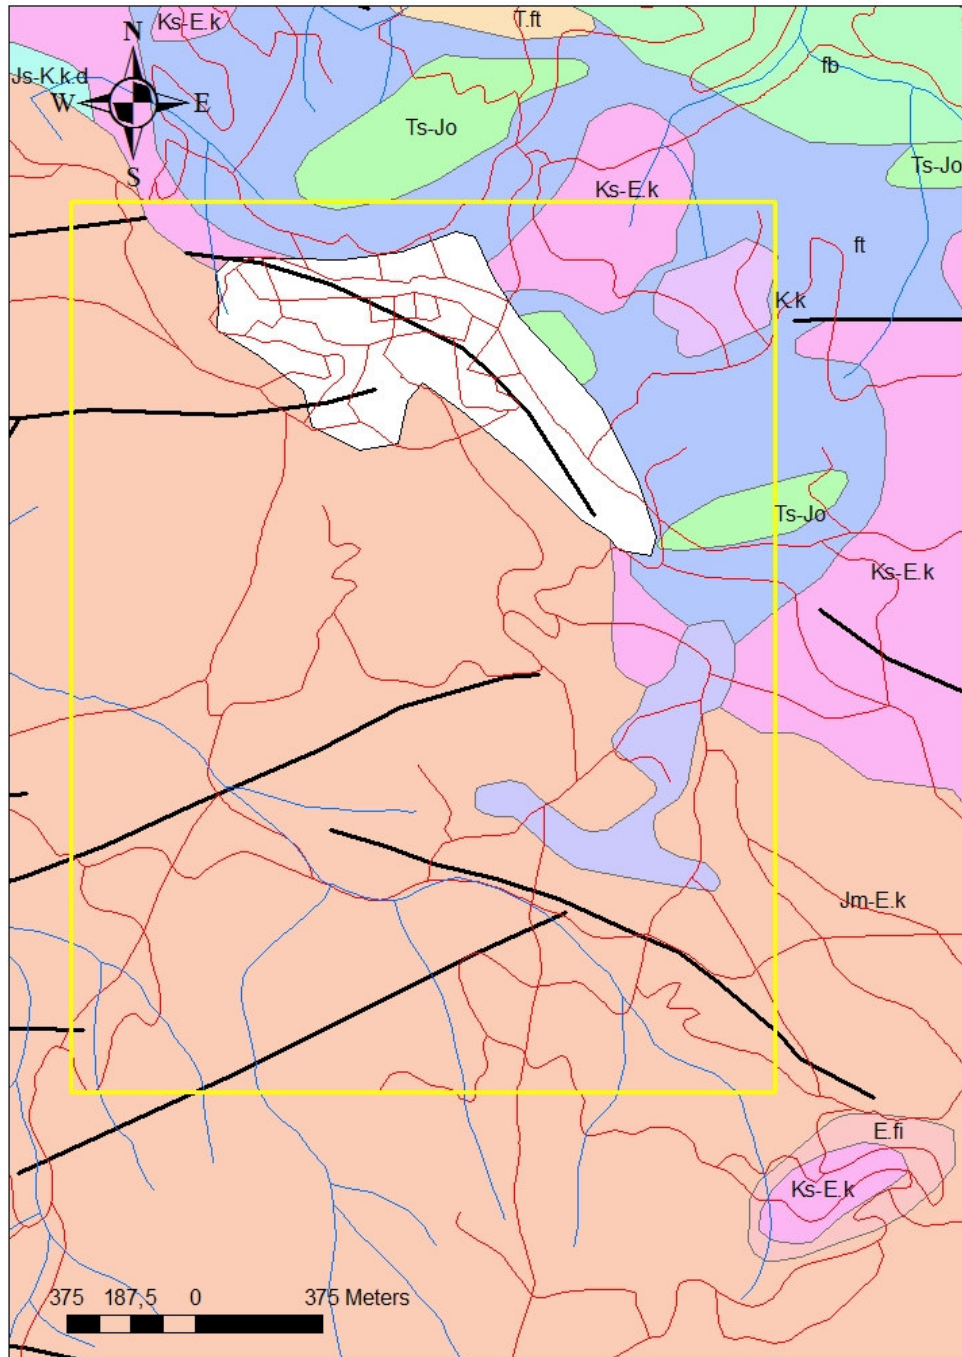 T.ft
Ks-E.k
N
fb
Js-K.k.d
W
E
Ts-Jo
Ts-Jo
S
Ks-E.k
ft
K.k
Ts-Jo
Ks-E.k
Jm-E.k
E.fi
Ks-E.k
375 187,5 0 375 Meters